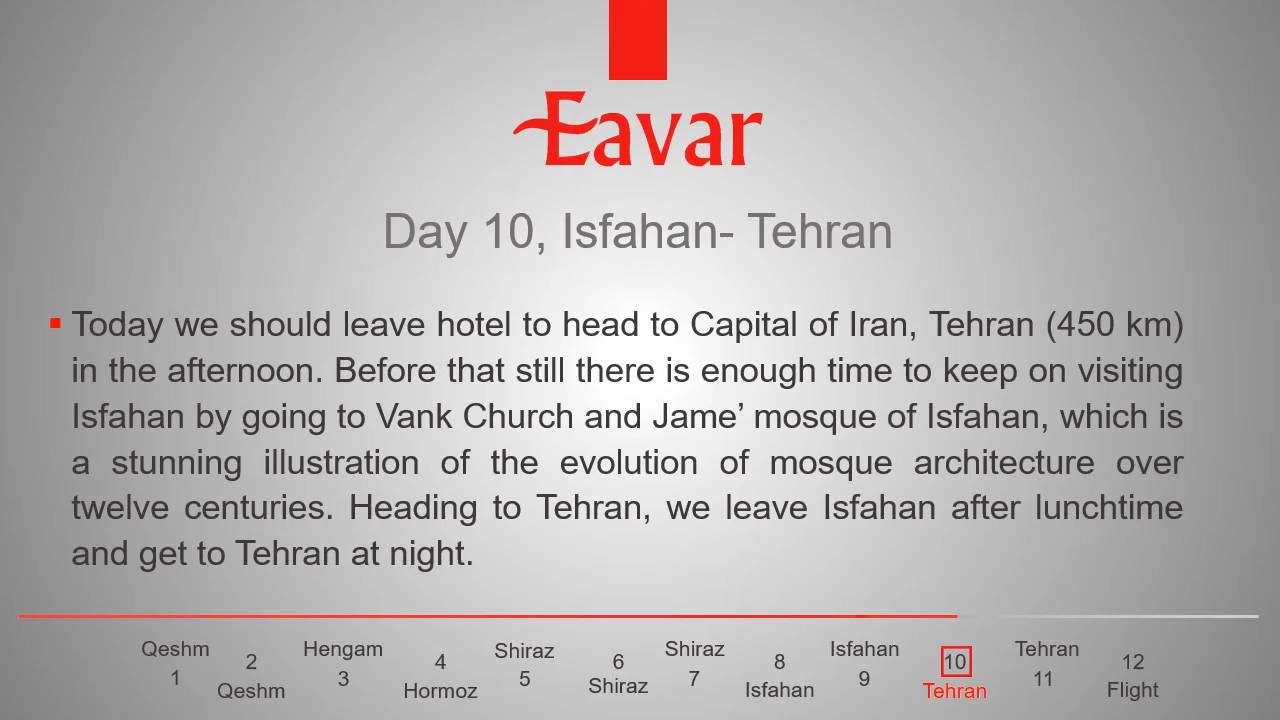 Eavar
Day 10, Isfahan- Tehran
Today we should leave hotel to head to Capital of Iran, Tehran (450 km)
in the afternoon. Before that still there is enough time to keep on visiting
Isfahan by going to Vank Church and Jame’ mosque of Isfahan, which is
a stunning illustration of the evolution of mosque architecture over
twelve centuries. Heading to Tehran, we leave Isfahan after lunchtime
and get to Tehran at night.
Qeshm
1
2
Qeshm
Hengam
3
4
Hormoz
Shiraz
5
6
Shiraz
Shiraz
7
8
Isfahan
Isfahan
9
10
Tehran
Tehran
11
12
Flight